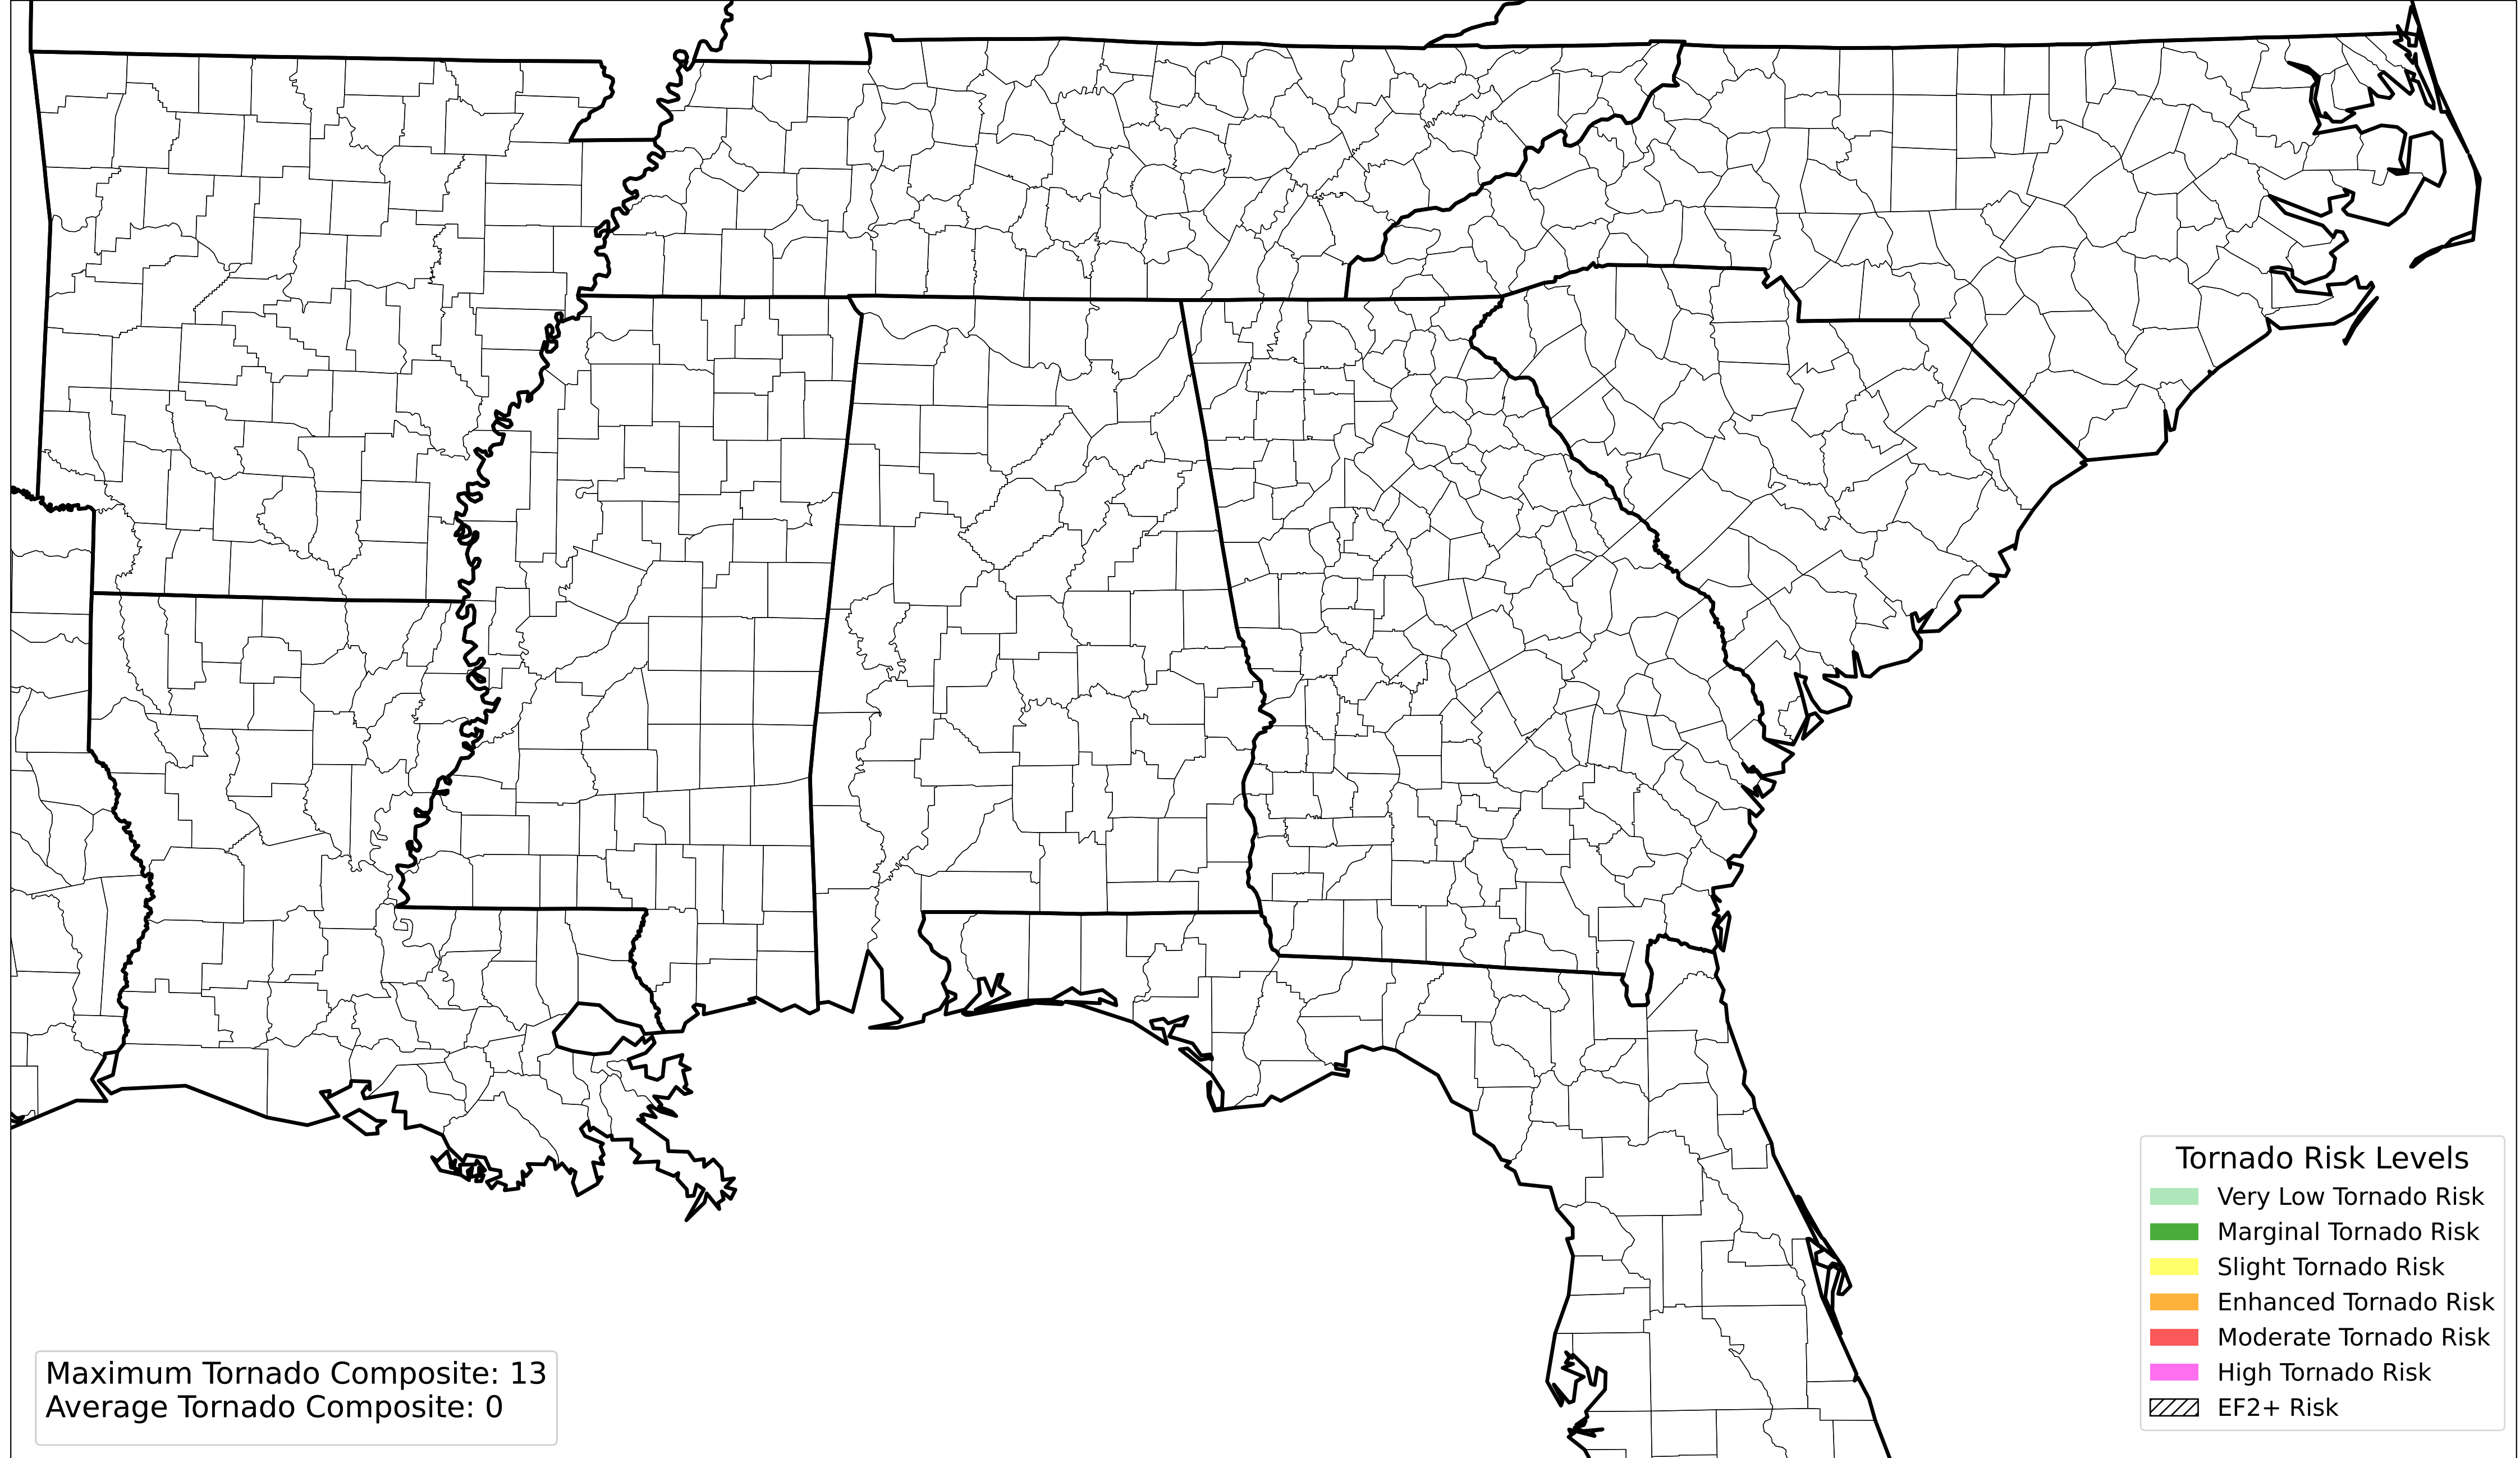 Tornado Risk Levels
Very Low Tornado Risk
Marginal Tornado Risk
Slight Tornado Risk
Enhanced Tornado Risk
Moderate Tornado Risk
High Tornado Risk
EF2+ Risk
Maximum Tornado Composite: 13
Average Tornado Composite: 0